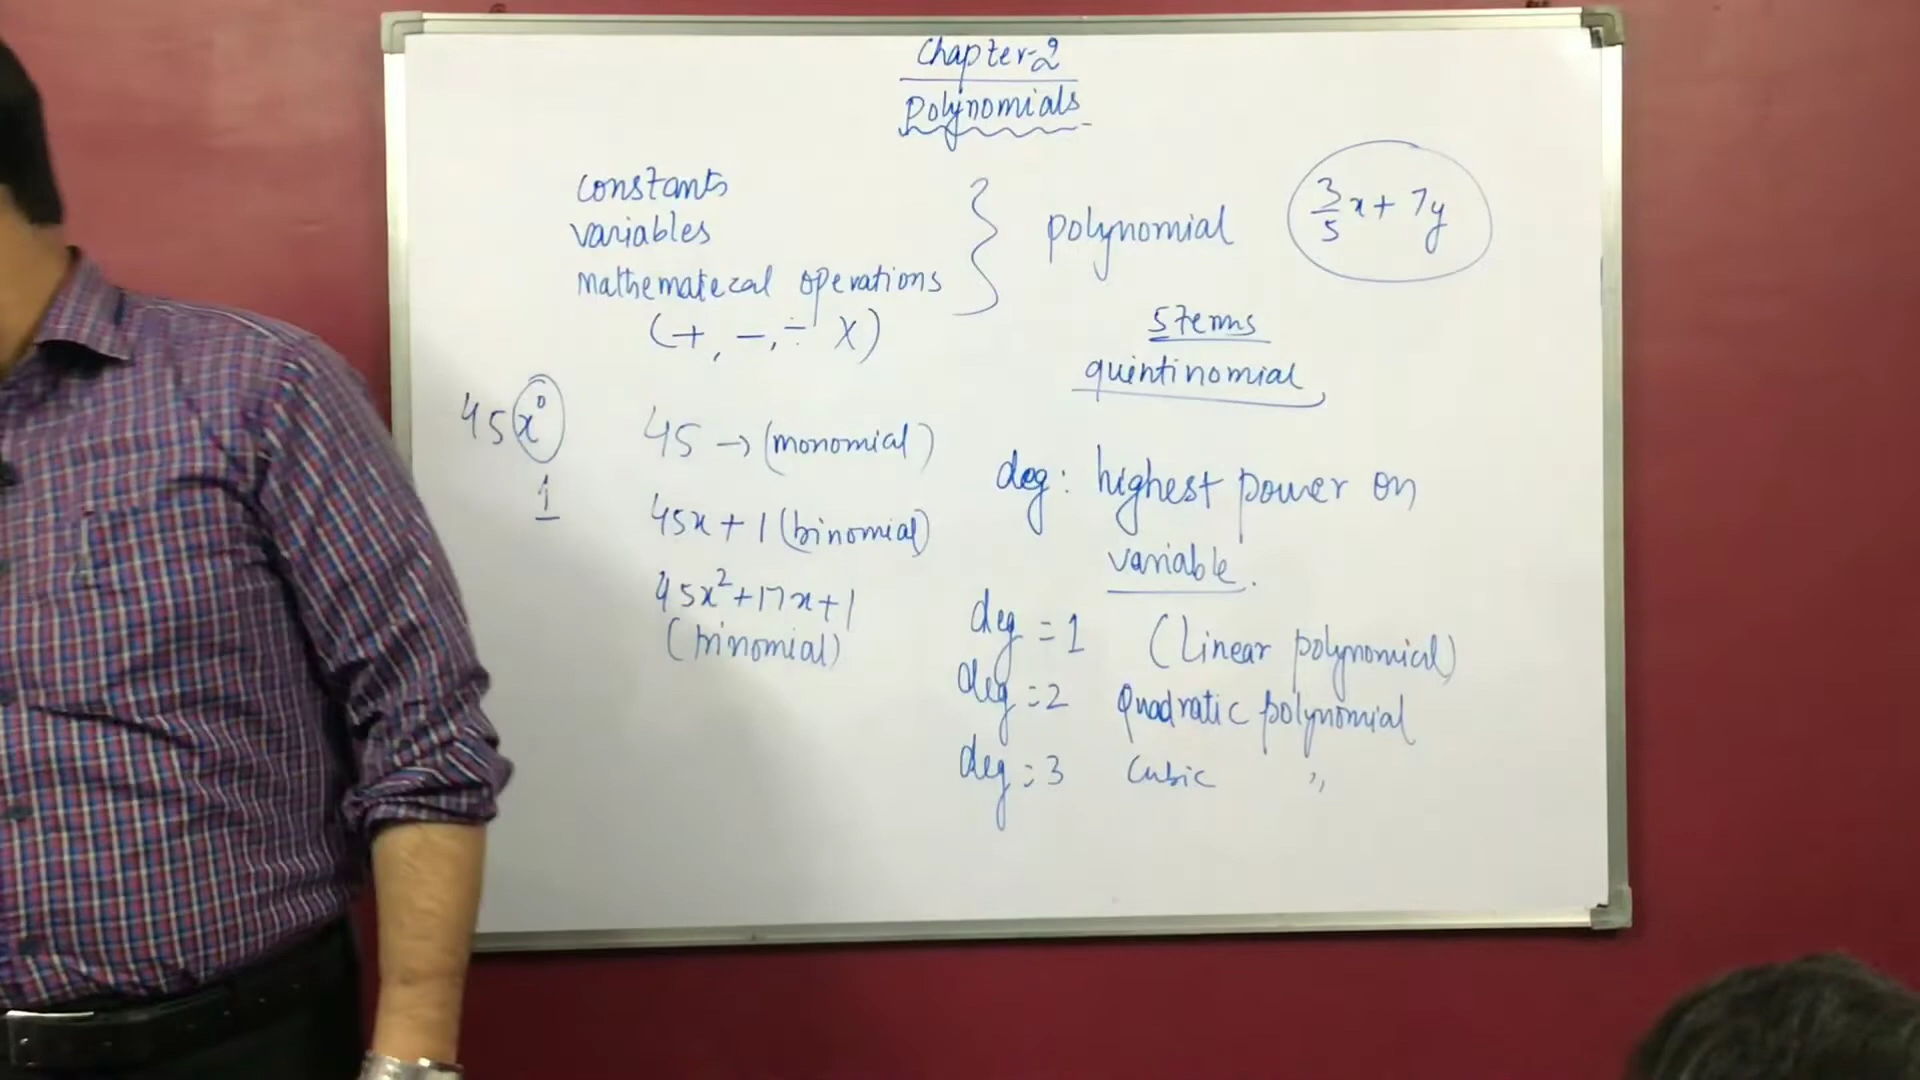 Chapter-2
Polynomials
constants
variables
mathematical operations
(+, -, ÷ X)
} polynomial
3/5 x + 7y
5 Terms
quintinomial
45x⁰
1
45 → (monomial)
45x + 1 (binomial)
45x² + 17x + 1
(trinomial)
deg: highest power on
variable.
deg = 1 (Linear polynomial)
deg = 2 Quadratic polynomial
deg = 3 Cubic ,,